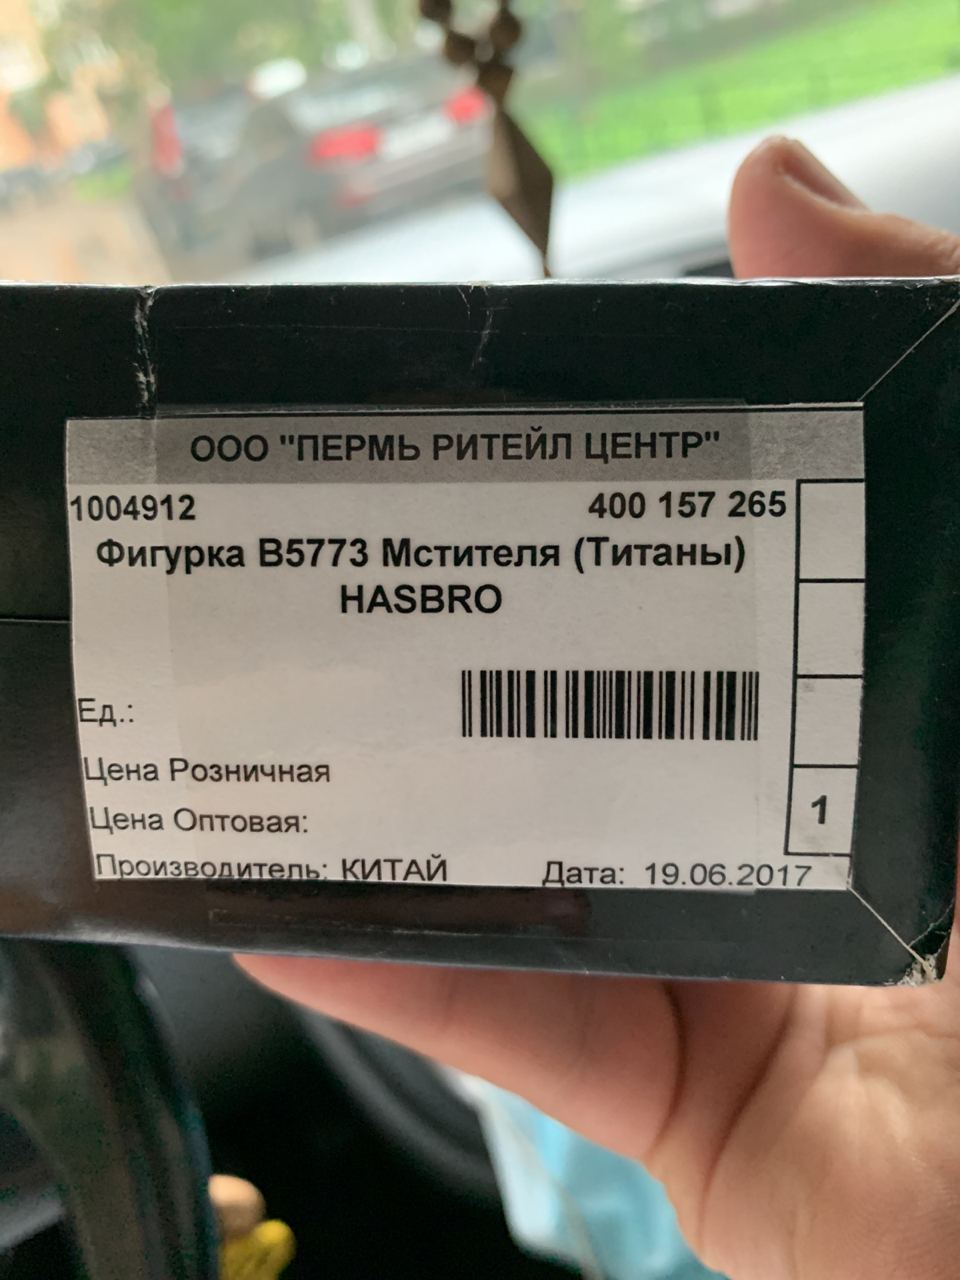 ООО "ПЕРМЬ РИТЕЙЛ ЦЕНТР"
1004912 400 157 265
Фигурка B5773 Мстителя (Титаны)
HASBRO
Ед.:
Цена Розничная
Цена Оптовая:
1
Производитель: КИТАЙ Дата: 19.06.2017